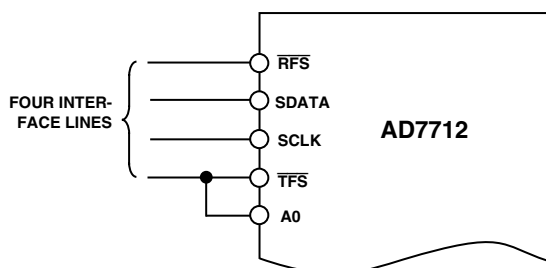 RFS
FOUR INTER-
FACE LINES
SDATA
SCLK
AD7712
TFS
A0